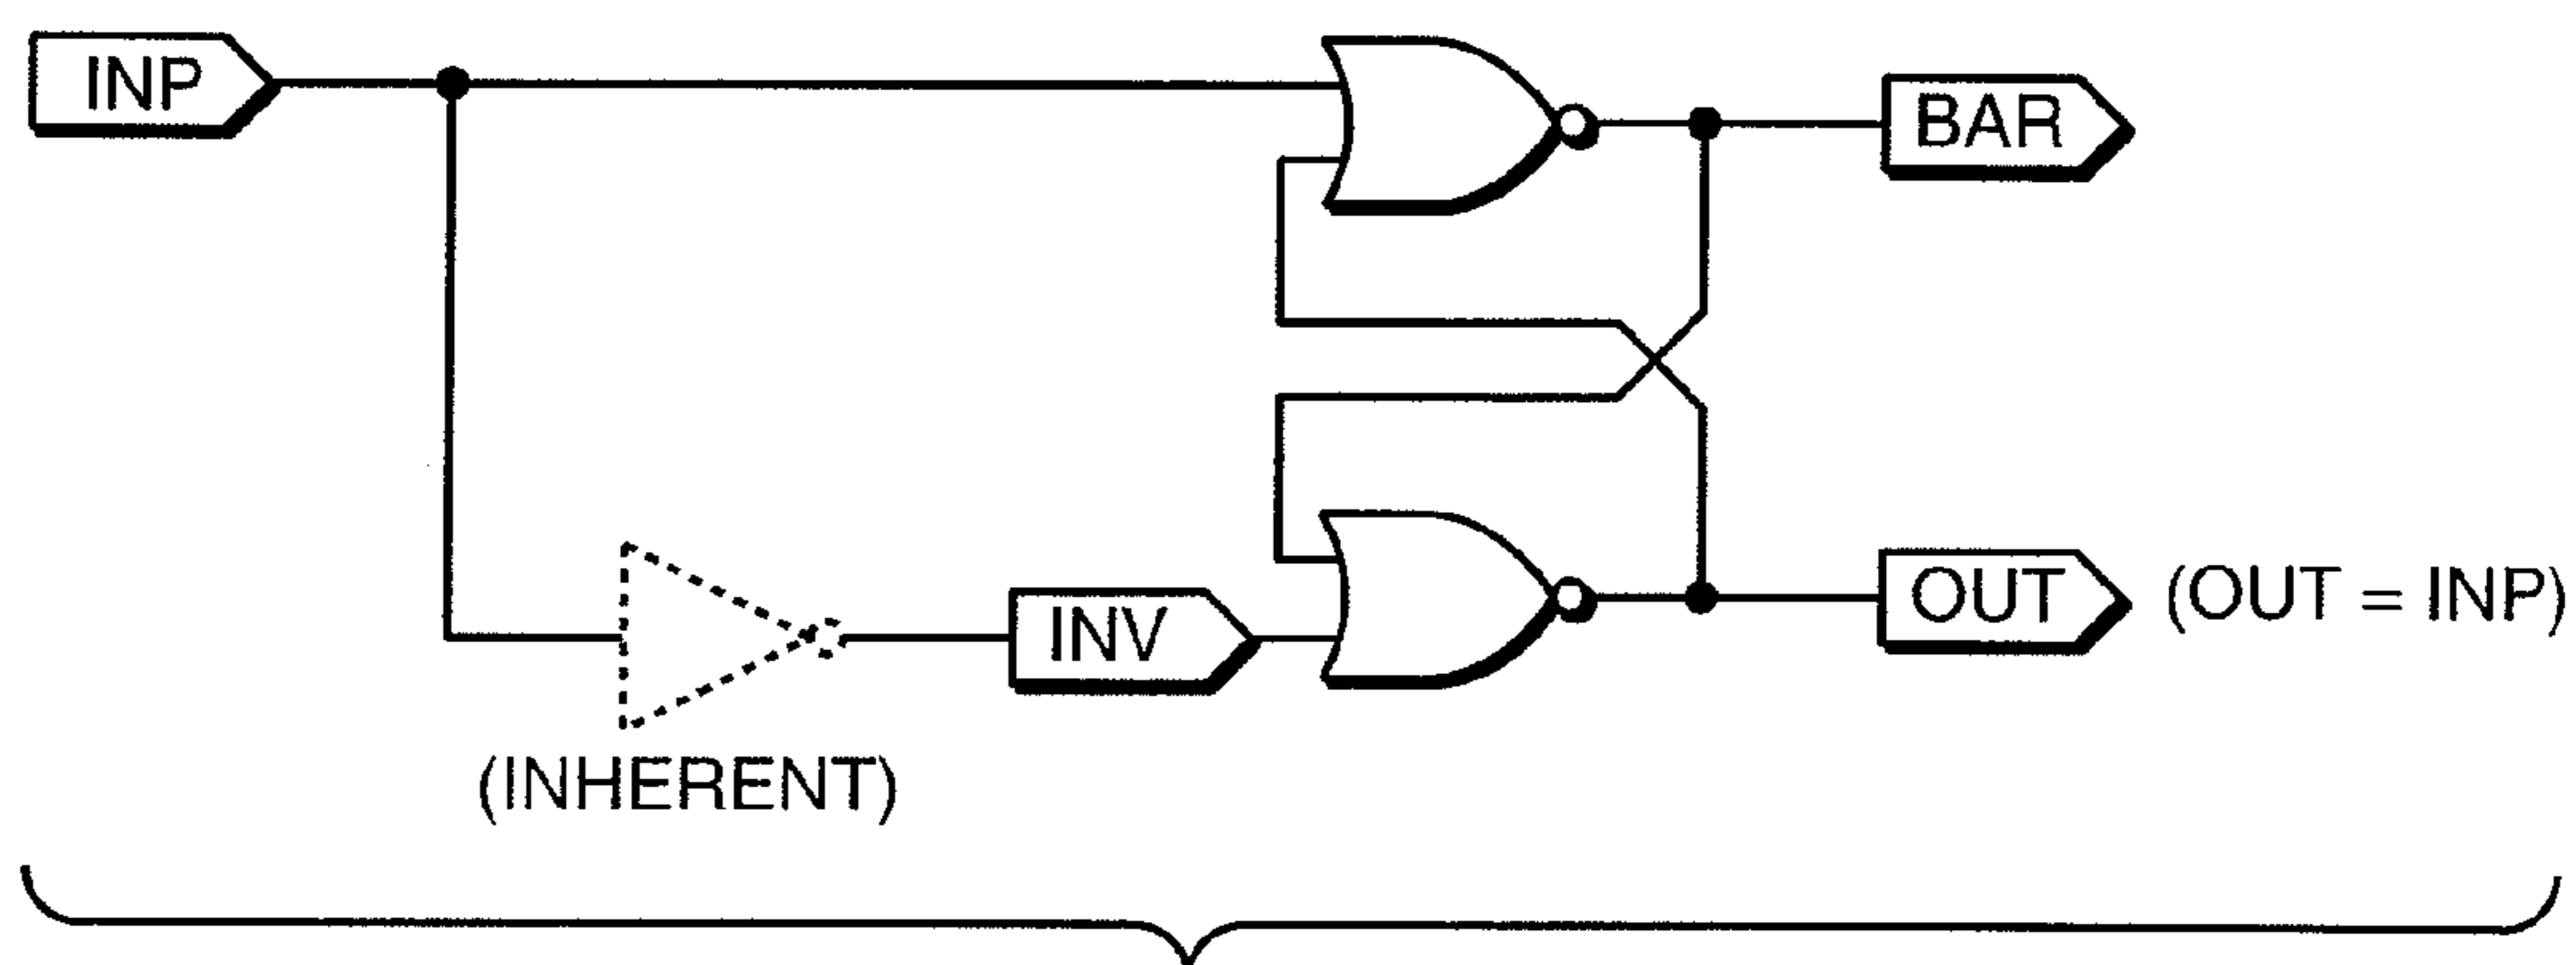 INP
BAR
INV
OUT (OUT = INP)
(INHERENT)